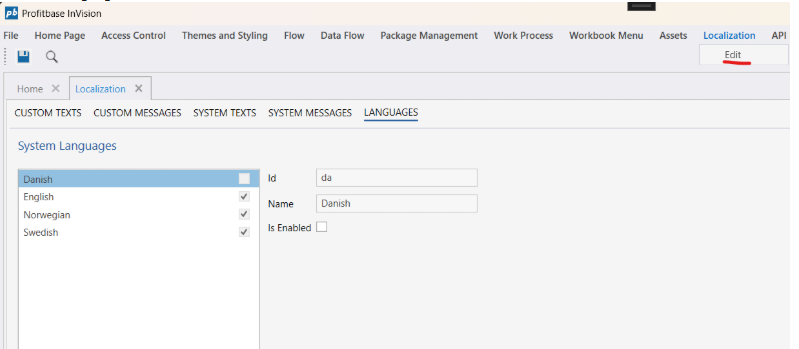 pb Profitbase InVision
File Home Page Access Control Themes and Styling Flow Data Flow Package Management Work Process Workbook Menu Assets Localization API
Edit
Home Localization
CUSTOM TEXTS CUSTOM MESSAGES SYSTEM TEXTS SYSTEM MESSAGES LANGUAGES
System Languages
Danish Id da
English
Name Danish
Norwegian
Is Enabled
Swedish